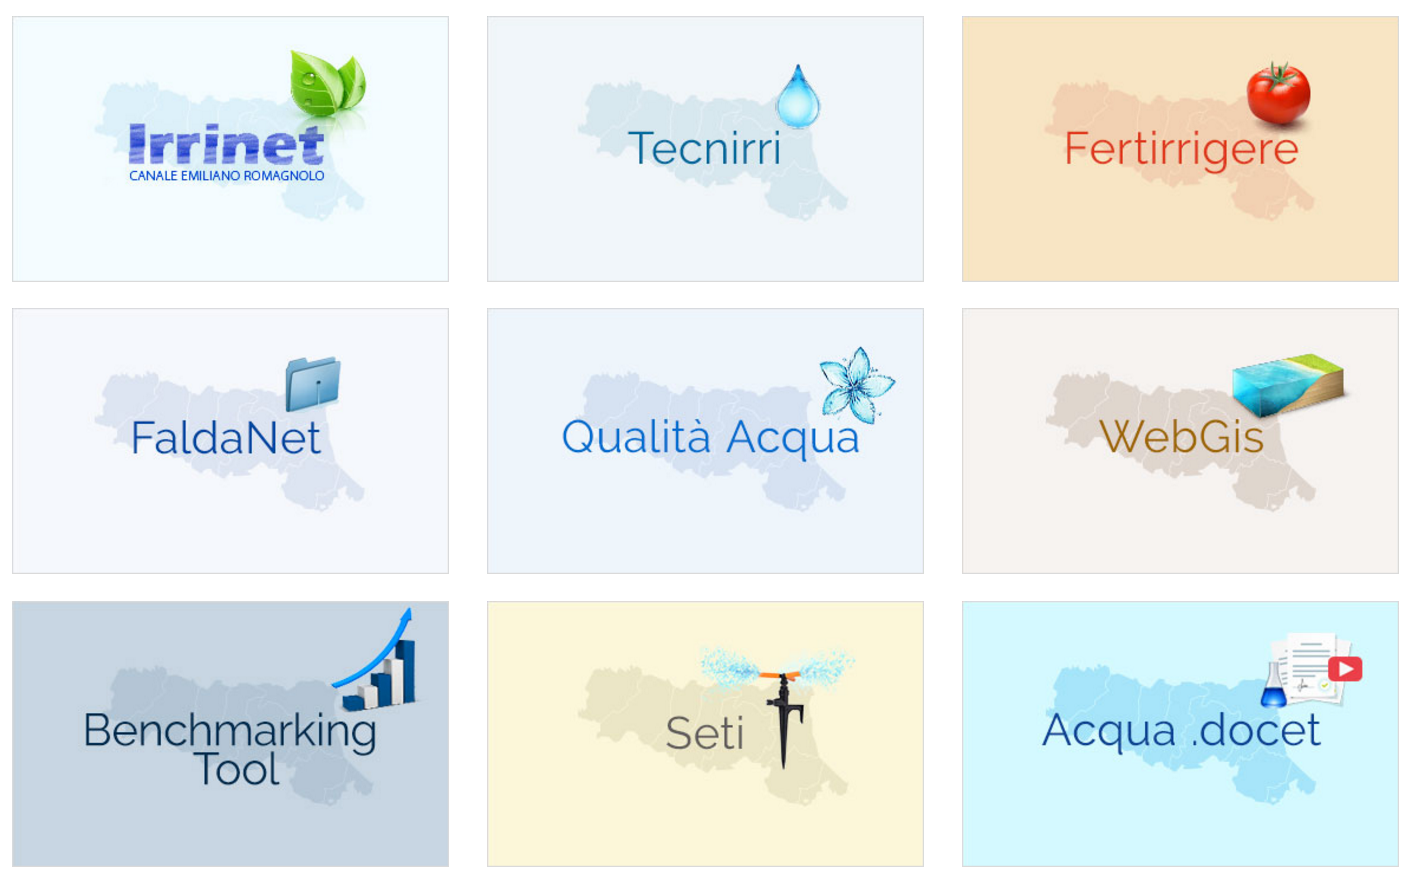 Irrinet
CANALE EMILIANO ROMAGNOLO
Tecnirri
Fertirrigere
FaldaNet
Qualità Acqua
WebGis
Benchmarking
Tool
Seti
Acqua .docet